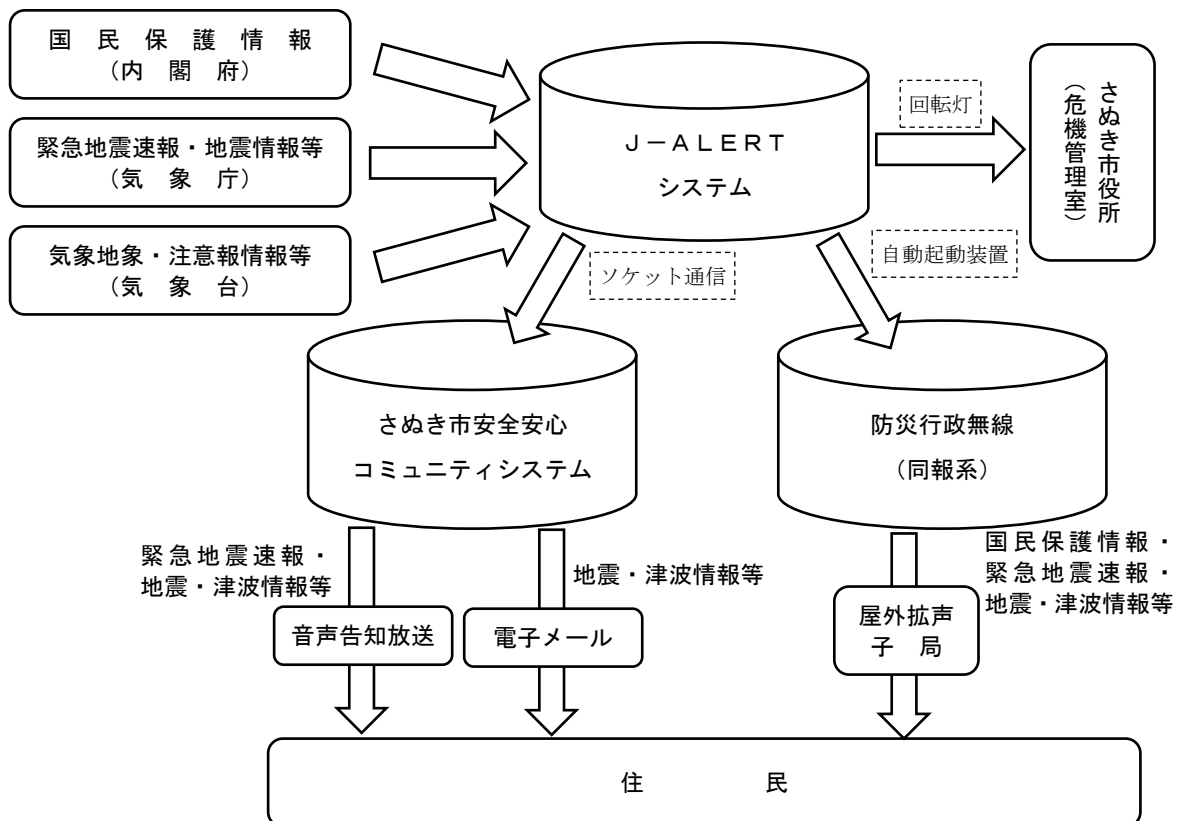 国民保護情報
（内閣府）
緊急地震速報・地震情報等
（気象庁）
気象地象・注意報情報等
（気象台）
Ｊ－ＡＬＥＲＴ
システム
回転灯
さぬき市役所
（危機管理室）
ソケット通信
自動起動装置
さぬき市安全安心
コミュニティシステム
防災行政無線
（同報系）
緊急地震速報・
地震・津波情報等
地震・津波情報等
国民保護情報・
緊急地震速報・
地震・津波情報等
音声告知放送
電子メール
屋外拡声
子局
住民